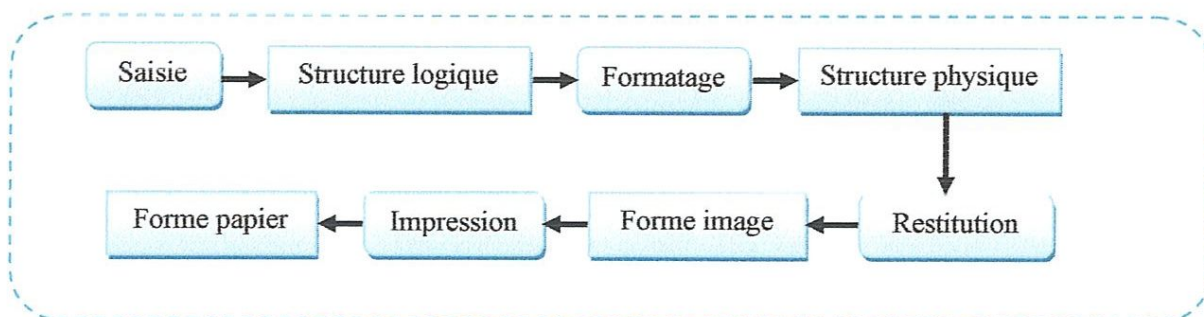 Saisie
Structure logique
Formatage
Structure physique
Restitution
Forme image
Impression
Forme papier